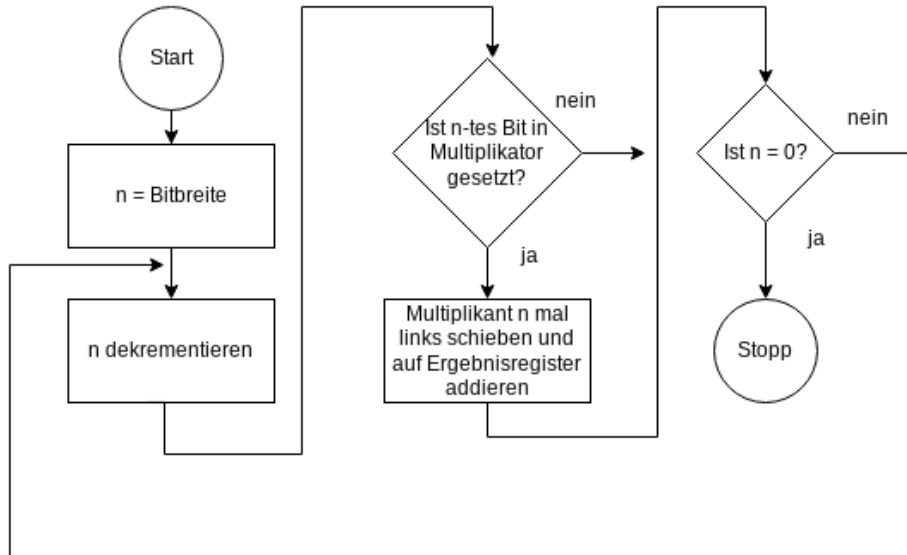 Start
n = Bitbreite
n dekrementieren
Ist n-tes Bit in
Multiplikator
gesetzt?
nein
ja
Multiplikant n mal
links schieben und
auf Ergebnisregister
addieren
Ist n = 0?
nein
ja
Stopp